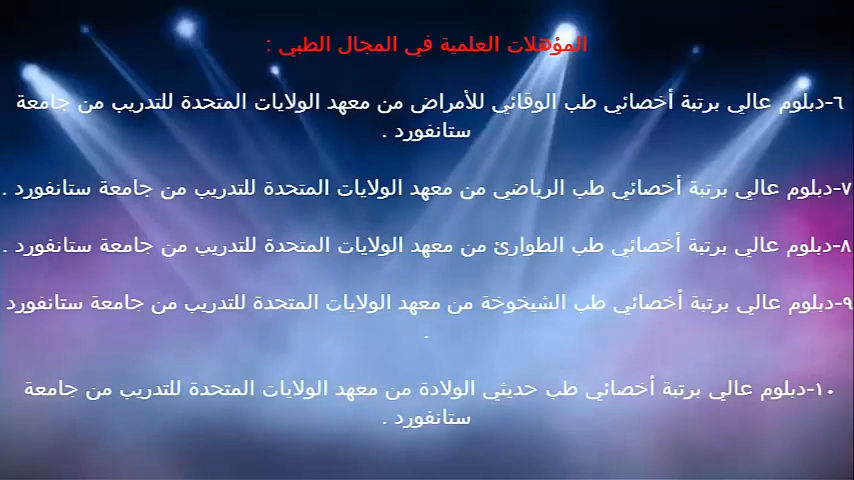 المؤهلات العلمية في المجال الطبي :
٦-دبلوم عالي برتبة أخصائي طب الوقائي للأمراض من معهد الولايات المتحدة للتدريب من جامعة
ستانفورد .
٧-دبلوم عالي برتبة أخصائي طب الرياضي من معهد الولايات المتحدة للتدريب من جامعة ستانفورد .
٨-دبلوم عالي برتبة أخصائي طب الطوارئ من معهد الولايات المتحدة للتدريب من جامعة ستانفورد .
٩-دبلوم عالي برتبة أخصائي طب الشيخوخة من معهد الولايات المتحدة للتدريب من جامعة ستانفورد
.
١٠-دبلوم عالي برتبة أخصائي طب حديثي الولادة من معهد الولايات المتحدة للتدريب من جامعة
ستانفورد .